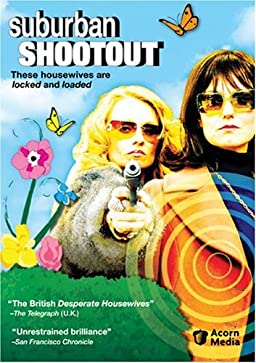 suburban
SHOOTOUT
These housewives are
locked and loaded
“The British Desperate Housewives”
–The Telegraph (U.K.)
“Unrestrained brilliance”
–San Francisco Chronicle
Acorn
Media